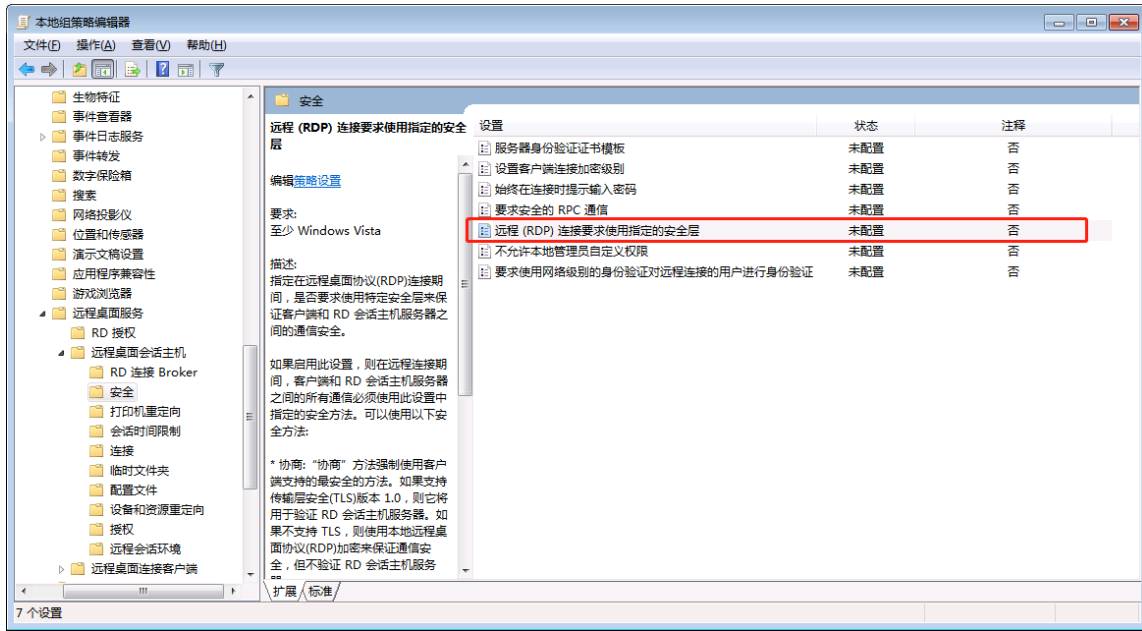 本地组策略编辑器
文件(F) 操作(A) 查看(V) 帮助(H)
生物特征
事件查看器
事件日志服务
事件转发
数字保险箱
搜索
网络投影仪
位置和传感器
演示文稿设置
应用程序兼容性
游戏浏览器
远程桌面服务
RD 授权
远程桌面会话主机
RD 连接 Broker
安全
打印机重定向
会话时间限制
连接
临时文件夹
配置文件
设备和资源重定向
授权
远程会话环境
远程桌面连接客户端
安全
远程 (RDP) 连接要求使用指定的安全
层
编辑策略设置
要求:
至少 Windows Vista
描述:
指定在远程桌面协议(RDP)连接期
间，是否要求使用特定安全层来保
证客户端和 RD 会话主机服务器之
间的通信安全。
如果启用此设置，则在远程连接期
间，客户端和 RD 会话主机服务器
之间的所有通信必须使用此设置中
指定的安全方法。可以使用以下安
全方法:
* 协商:“协商”方法强制使用客户
端支持的最安全的方法。如果支持
传输层安全(TLS)版本 1.0，则它将
用于验证 RD 会话主机服务器。如
果不支持 TLS，则使用本地远程桌
面协议(RDP)加密来保证通信安
全，但不验证 RD 会话主机服务
设置 状态 注释
服务器身份验证证书模板 未配置 否
设置客户端连接加密级别 未配置 否
始终在连接时提示输入密码 未配置 否
要求安全的 RPC 通信 未配置 否
远程 (RDP) 连接要求使用指定的安全层 未配置 否
不允许本地管理员自定义权限 未配置 否
要求使用网络级别的身份验证对远程连接的用户进行身份验证 未配置 否
扩展 标准
7 个设置